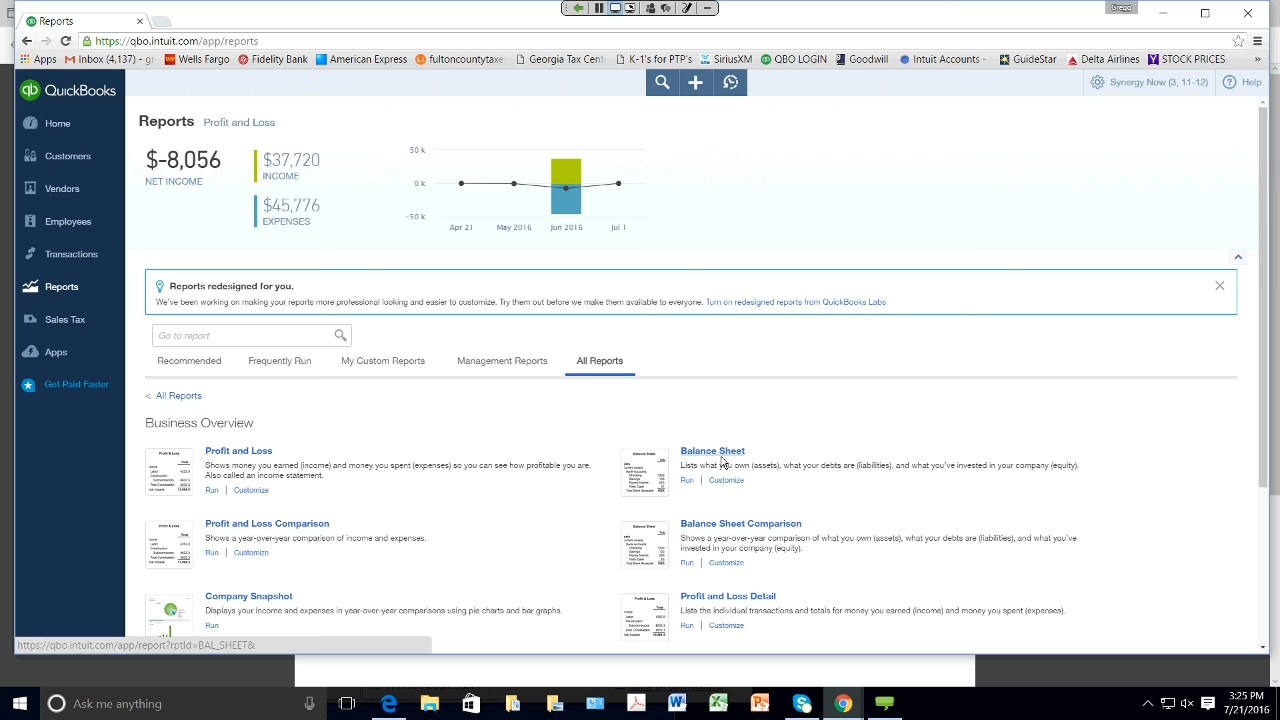 Gregg
Reports
https://qbo.intuit.com/app/reports
Apps Inbox (4,137) - gr Wells Fargo Fidelity Bank American Express fultoncountytaxes. Georgia Tax Center K-1's for PTR's SiriusXM QBO LOGIN Goodwill Intuit Accounts - GuideStar Delta Airlines STOCK PRICES »
qb QuickBooks
Synergy Now (3, 11-12) Help
Home
Customers
Vendors
Employees
Transactions
Reports
Sales Tax
Apps
Get Paid Faster
Reports Profit and Loss
$-8,056
NET INCOME
$37,720
INCOME
$45,776
EXPENSES
50 k
0 k
-50 k
Apr 21 May 2016 Jun 2016 Jul 1
Reports redesigned for you.
We've been working on making your reports more professional looking and easier to customize. Try them out before we make them available to everyone. Turn on redesigned reports from QuickBooks Labs
Go to report
Recommended Frequently Run My Custom Reports Management Reports All Reports
< All Reports
Business Overview
Profit and Loss
Shows money you earned (income) and money you spent (expenses) so you can see how profitable you are.
Also called an income statement.
Run | Customize
Balance Sheet
Lists what you own (assets), what your debts are (liabilities), and what you've invested in your company (equity).
Run | Customize
Profit and Loss Comparison
Shows a year-over-year comparison of income and expenses.
Run | Customize
Balance Sheet Comparison
Shows a year-over-year comparison of what you own (assets), what your debts are (liabilities), and what you've
invested in your company (equity).
Run | Customize
Company Snapshot
Displays your income and expenses in year-over-year comparisons using pie charts and bar graphs.
Run
Profit and Loss Detail
Lists the individual transactions and totals for money you earned (income) and money you spent (expenses).
Run | Customize
https://qbo.intuit.com/app/report?rptId=BAL_SHEET&
Ask me anything
3:25 PM
7/21/2016